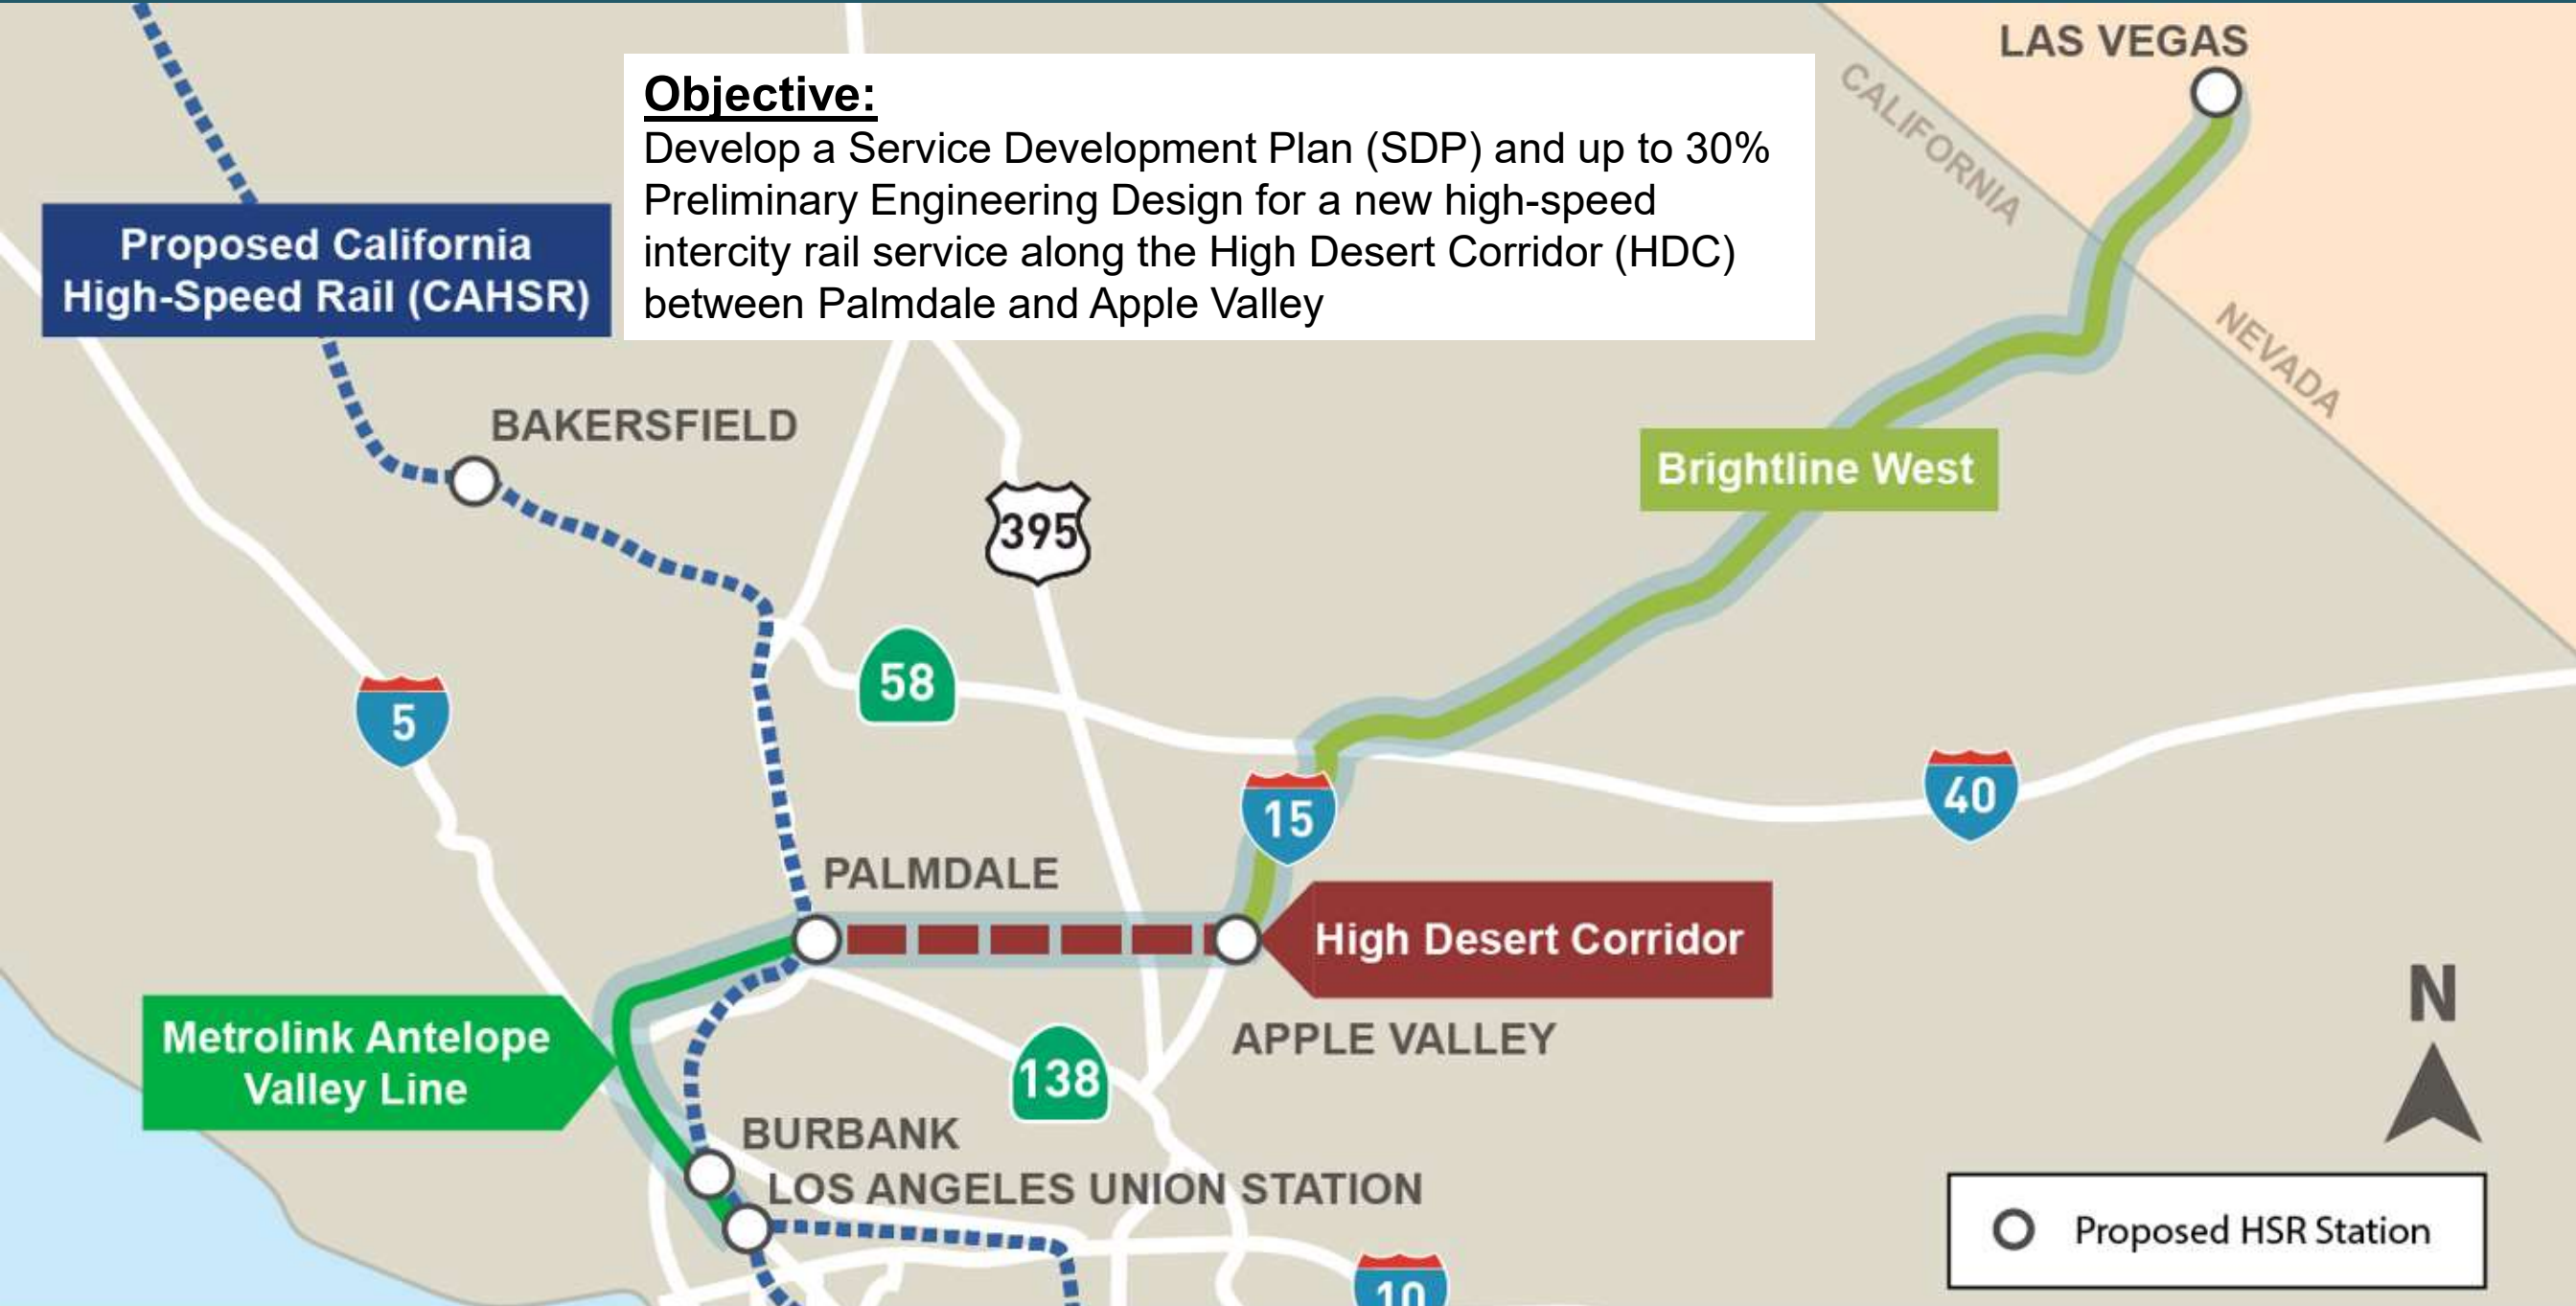 LAS VEGAS
CALIFORNIA
Objective:
Develop a Service Development Plan (SDP) and up to 30%
Preliminary Engineering Design for a new high-speed
intercity rail service along the High Desert Corridor (HDC)
between Palmdale and Apple Valley
Proposed California
High-Speed Rail (CAHSR)
NEVADA
BAKERSFIELD
Brightline West
395
58
5
15
40
PALMDALE
High Desert Corridor
N
Metrolink Antelope
Valley Line
APPLE VALLEY
138
BURBANK
LOS ANGELES UNION STATION
Proposed HSR Station
10